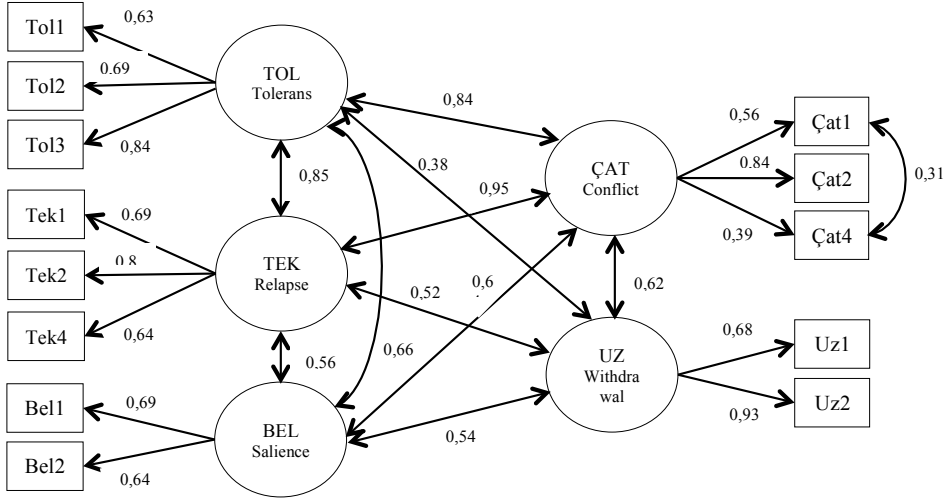 Tol1
0,63
Tol2
0.69
Tol3
0,84
TOL
Tolerans
0,84
0.38
0,85
Tek1
0.69
Tek2
0.8
Tek4
0,64
TEK
Relapse
0,95
0,52
0,6
0.56
0,66
Bel1
0,69
Bel2
0,64
BEL
Salience
0,54
ÇAT
Conflict
0,56
Çat1
0.84
Çat2
0,39
Çat4
0,31
0,62
UZ
Withdra
wal
0,68
Uz1
0,93
Uz2